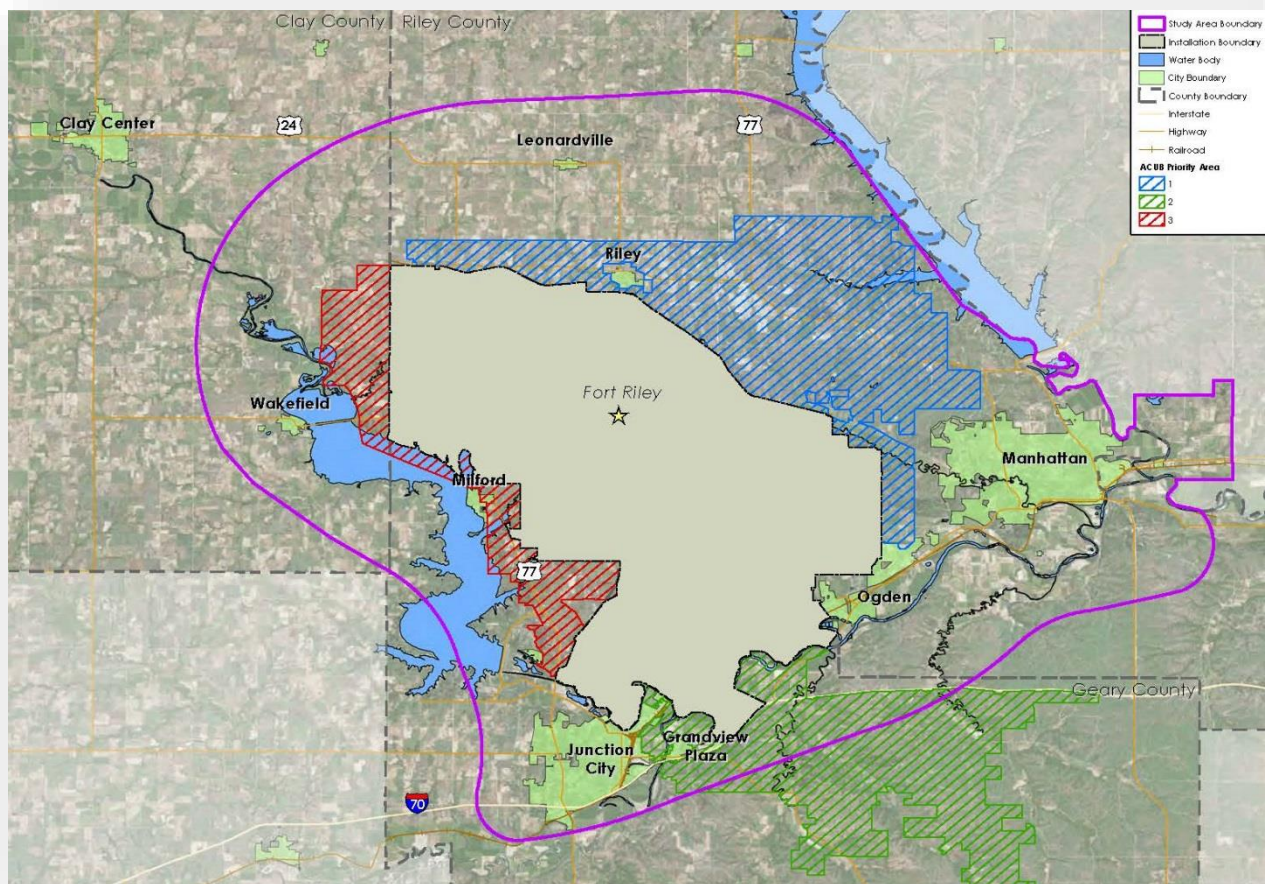 Clay County
Riley County
Study Area Boundary
Installation Boundary
Water Body
City Boundary
County Boundary
Interstate
Highway
Railroad
ACUB Priority Area
1
2
3
Clay Center
24
Leonardville
77
Riley
Fort Riley
Wakefield
Milford
Manhattan
77
Ogden
Geary County
Grandview
Plaza
Junction
City
70